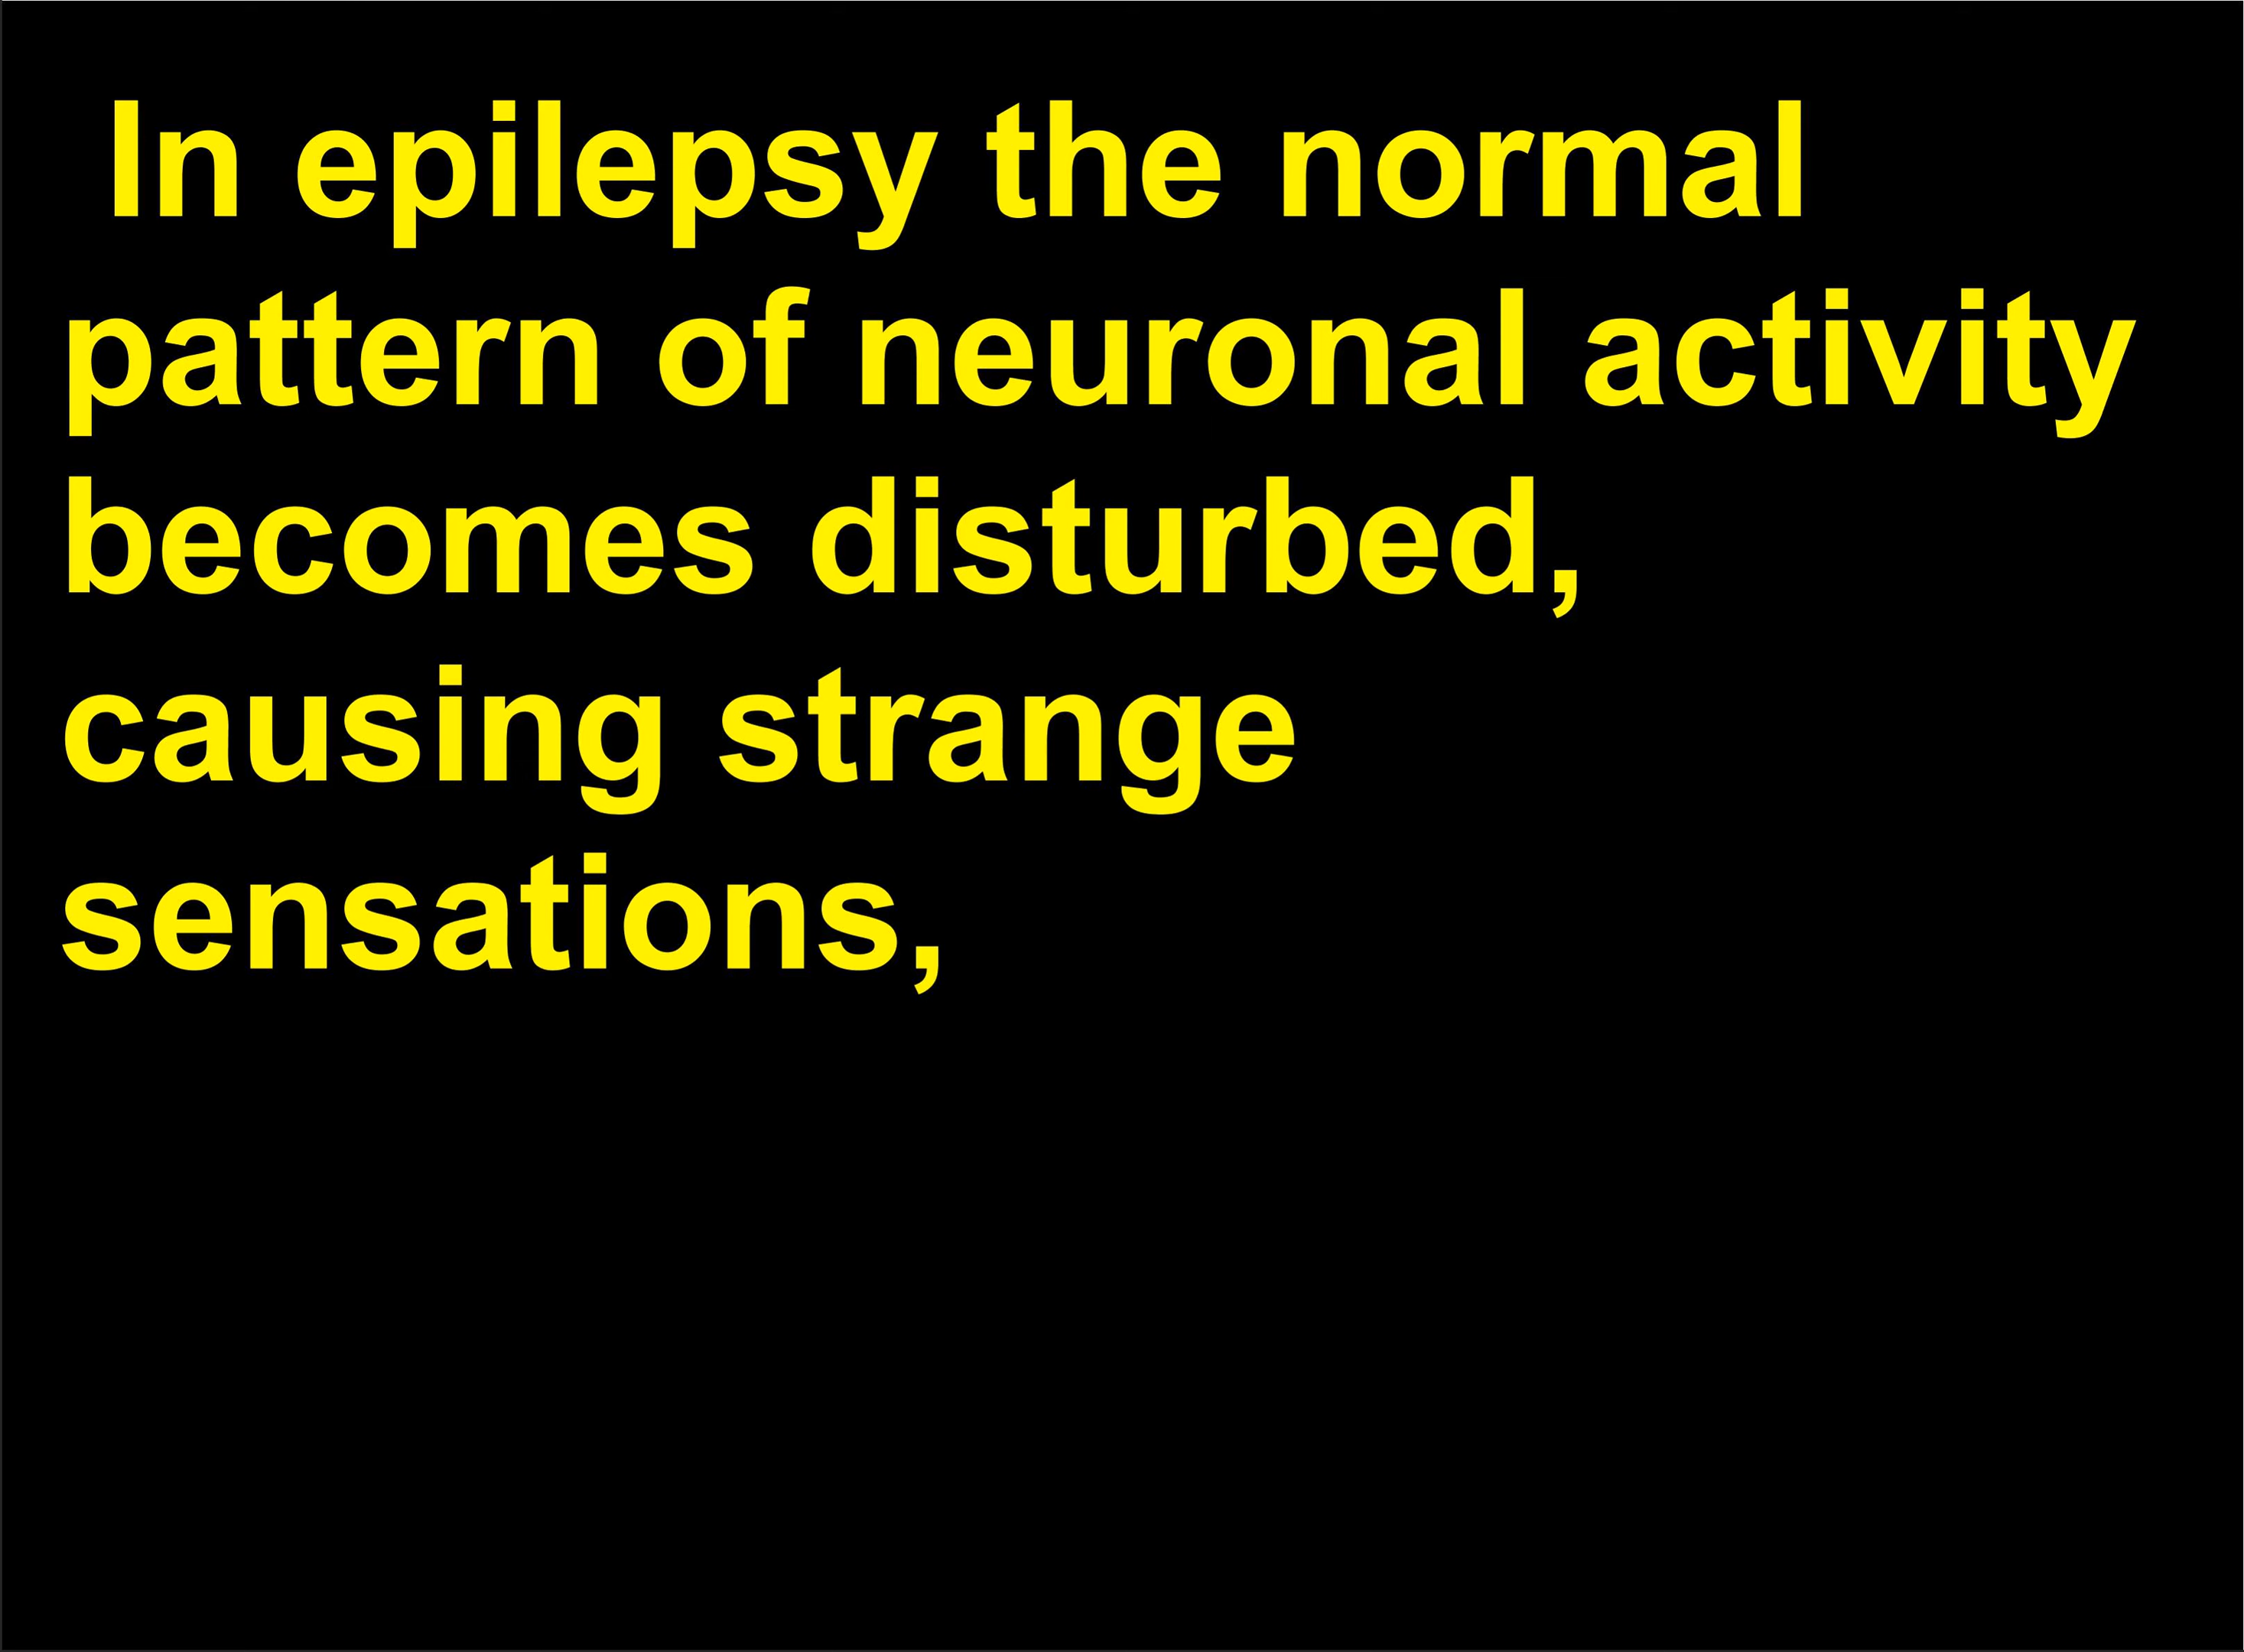 In epilepsy the normal
pattern of neuronal activity
becomes disturbed,
causing strange
sensations,